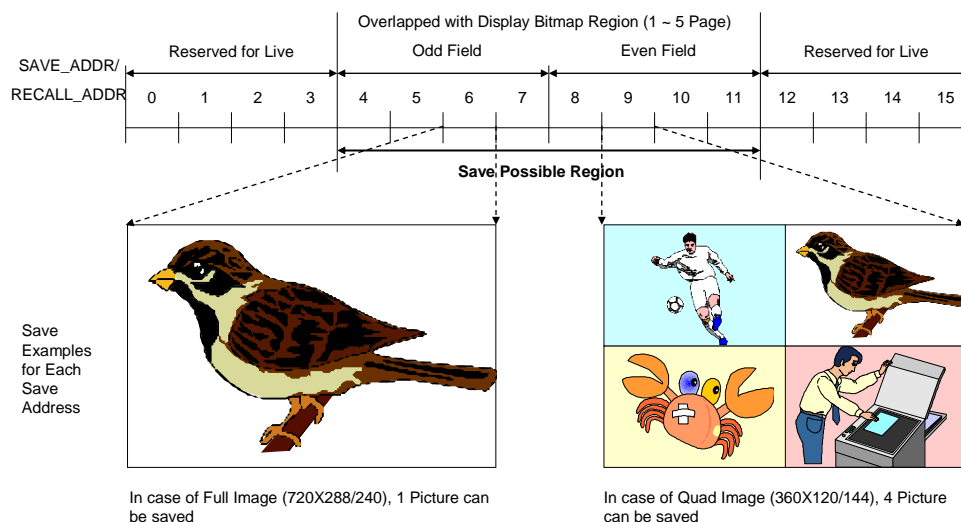 Overlapped with Display Bitmap Region (1 ~ 5 Page)
Reserved for Live
Odd Field
Even Field
Reserved for Live
SAVE_ADDR/
RECALL_ADDR
0 1 2 3 4 5 6 7 8 9 10 11 12 13 14 15
Save Possible Region
Save
Examples
for Each
Save
Address
In case of Full Image (720X288/240), 1 Picture can
be saved
In case of Quad Image (360X120/144), 4 Picture
can be saved